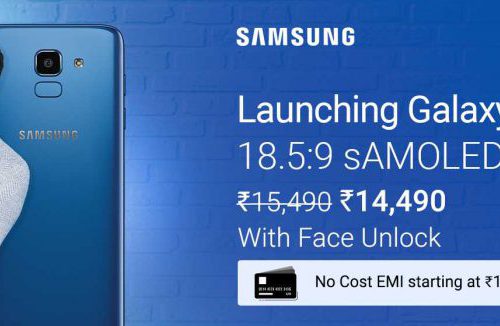 SAMSUNG
SAMSUNG
Launching Galaxy
18.5:9 sAMOLED
₹15,490 ₹14,490
With Face Unlock
No Cost EMI starting at ₹1